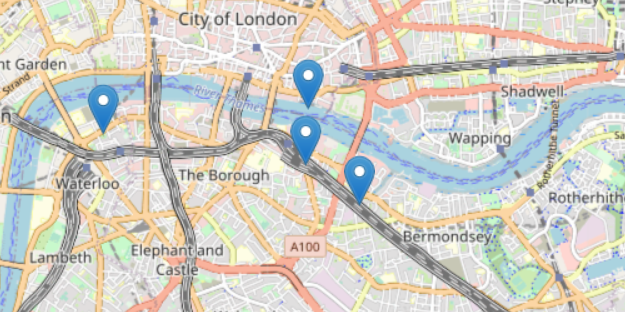 Stepney
City of London
nt Garden
Strand
River Thames
Shadwell
Wapping
Rotherhithe Tunnel
Sa
n
The Borough
Waterloo
Rotherhithe
Bermondsey
A100
Elephant and
Castle
Lambeth